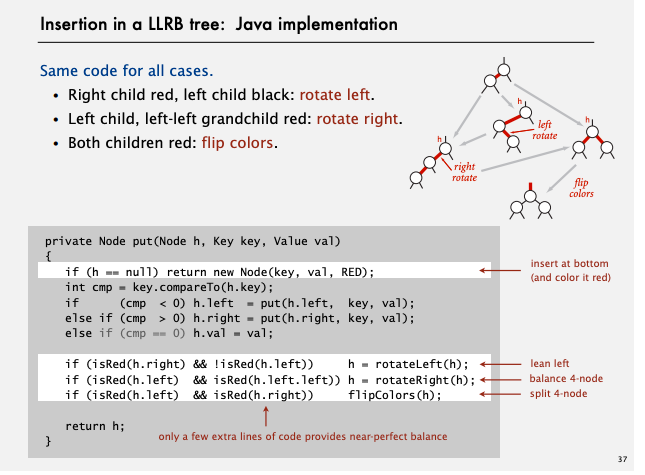 Insertion in a LLRB tree: Java implementation
Same code for all cases.
• Right child red, left child black: rotate left.
• Left child, left-left grandchild red: rotate right.
• Both children red: flip colors.
h
h
left
rotate
h
right
rotate
flip
colors
private Node put(Node h, Key key, Value val)
{
if (h == null) return new Node(key, val, RED);
insert at bottom
(and color it red)
int cmp = key.compareTo(h.key);
if (cmp < 0) h.left = put(h.left, key, val);
else if (cmp > 0) h.right = put(h.right, key, val);
else if (cmp == 0) h.val = val;
if (isRed(h.right) && !isRed(h.left)) h = rotateLeft(h);
lean left
if (isRed(h.left) && isRed(h.left.left)) h = rotateRight(h);
balance 4-node
if (isRed(h.left) && isRed(h.right)) flipColors(h);
split 4-node
return h;
only a few extra lines of code provides near-perfect balance
}
37